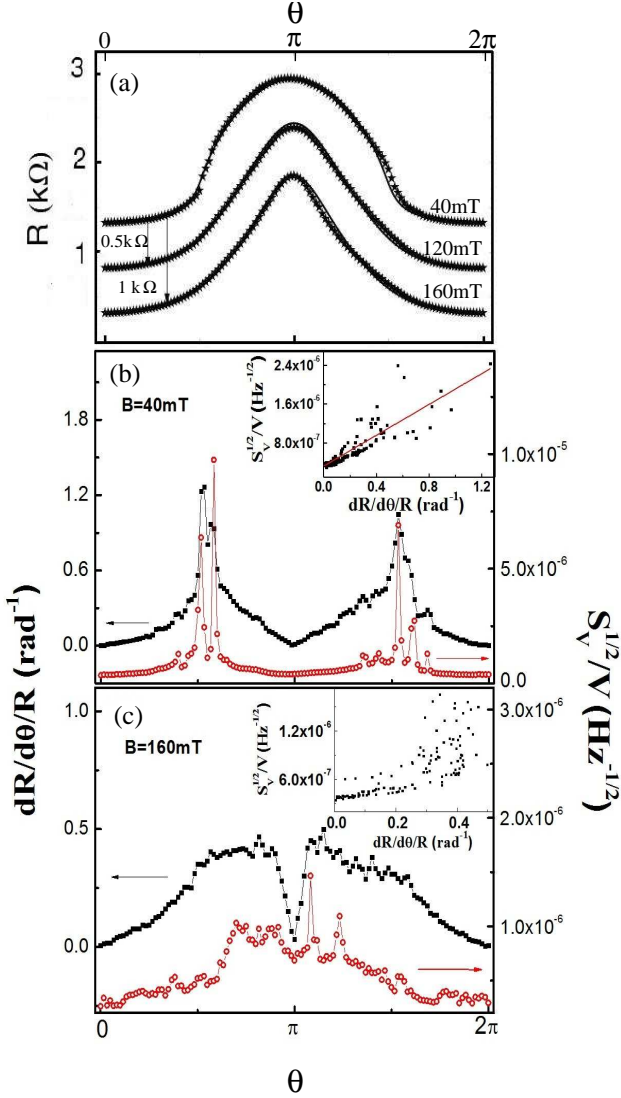 θ
0 π 2π
(a)
3
2
1
R (kΩ)
40mT
0.5kΩ
120mT
1 kΩ
160mT
(b)
B=40mT
1.8
1.2
0.6
0.0
2.4x10⁻⁶
1.6x10⁻⁶
8.0x10⁻⁷
S_V^1/2/V (Hz^-1/2)
0.0 0.4 0.8 1.2
dR/dθ/R (rad⁻¹)
1.0x10⁻⁵
5.0x10⁻⁶
0.0
dR/dθ/R (rad⁻¹)
S_V^1/2/V (Hz^-1/2)
(c)
B=160mT
1.0
0.5
0.0
1.2x10⁻⁶
6.0x10⁻⁷
S_V^1/2/V (Hz^-1/2)
0.0 0.2 0.4
dR/dθ/R (rad⁻¹)
3.0x10⁻⁶
2.0x10⁻⁶
1.0x10⁻⁶
0 π 2π
θ